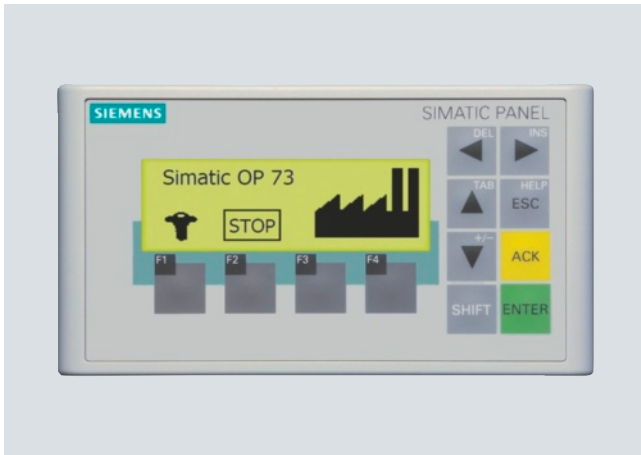 SIEMENS
SIMATIC PANEL
Simatic OP 73
STOP
F1 F2 F3 F4
DEL INS
TAB HELP
ESC
+/-
ACK
SHIFT ENTER